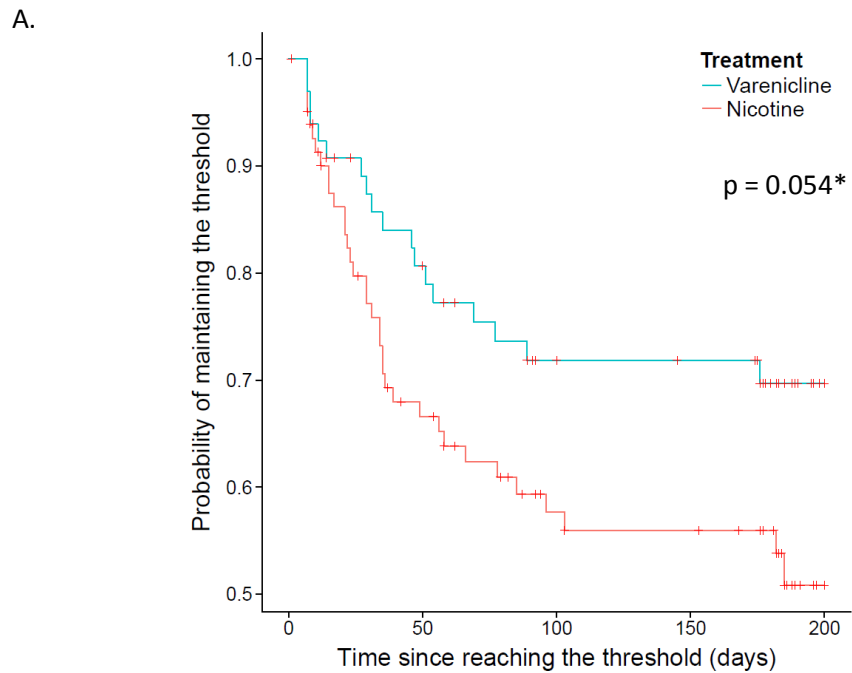 A.
Treatment
Varenicline
Nicotine
p = 0.054*
Probability of maintaining the threshold
1.0
0.9
0.8
0.7
0.6
0.5
0
50
100
150
200
Time since reaching the threshold (days)